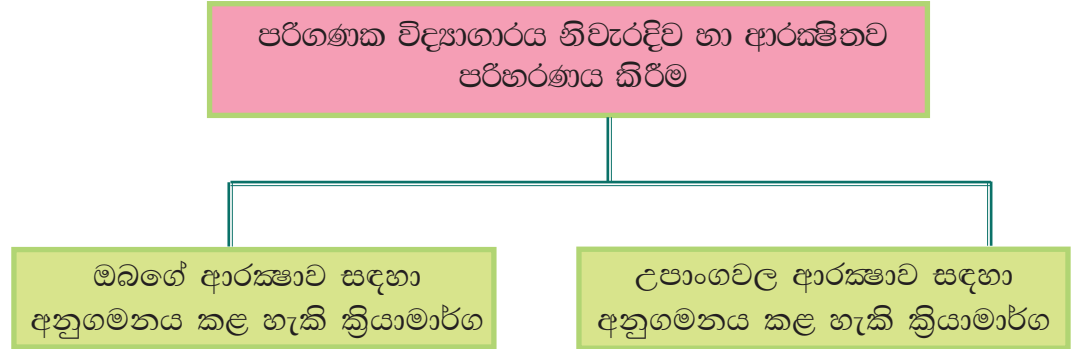 පරිගණක විද්‍යාගාරය නිවැරදිව හා ආරක්‍ෂිතව
පරිහරණය කිරීම
ඔබගේ ආරක්‍ෂාව සඳහා
අනුගමනය කළ හැකි ක්‍රියාමාර්ග
උපාංගවල ආරක්‍ෂාව සඳහා
අනුගමනය කළ හැකි ක්‍රියාමාර්ග